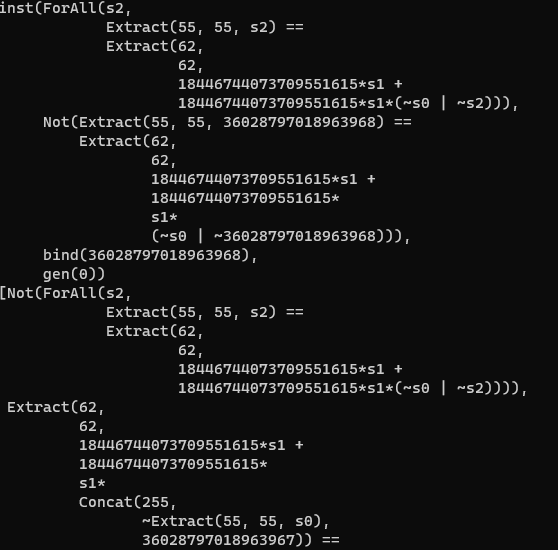 inst(ForAll(s2,
Extract(55, 55, s2) ==
Extract(62,
62,
18446744073709551615*s1 +
18446744073709551615*s1*(~s0 | ~s2))),
Not(Extract(55, 55, 36028797018963968) ==
Extract(62,
62,
18446744073709551615*s1 +
18446744073709551615*
s1*
(~s0 | ~36028797018963968))),
bind(36028797018963968),
gen(0))
[Not(ForAll(s2,
Extract(55, 55, s2) ==
Extract(62,
62,
18446744073709551615*s1 +
18446744073709551615*s1*(~s0 | ~s2)))),
Extract(62,
62,
18446744073709551615*s1 +
18446744073709551615*
s1*
Concat(255,
~Extract(55, 55, s0),
36028797018963967)) ==